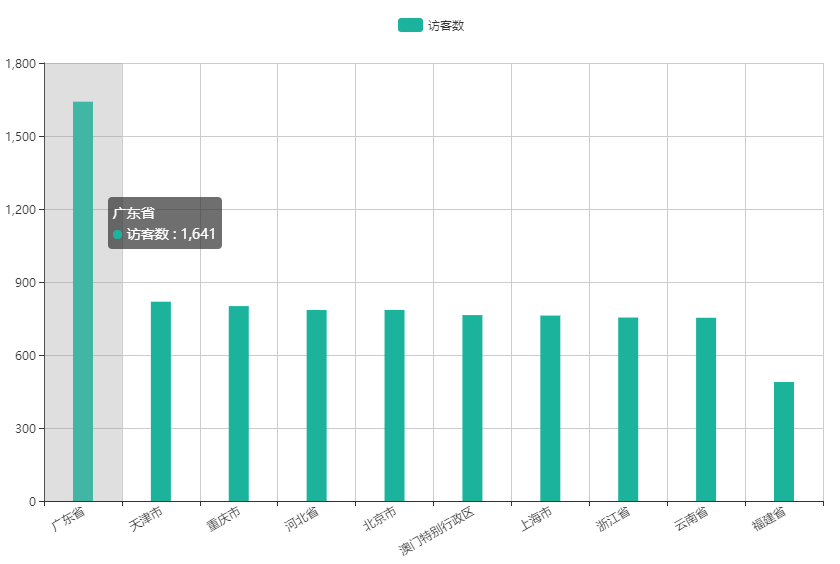 访客数
1,800
1,500
1,200
900
600
300
0
广东省
访客数 : 1,641
广东省
天津市
重庆市
河北省
北京市
澳门特别行政区
上海市
浙江省
云南省
福建省